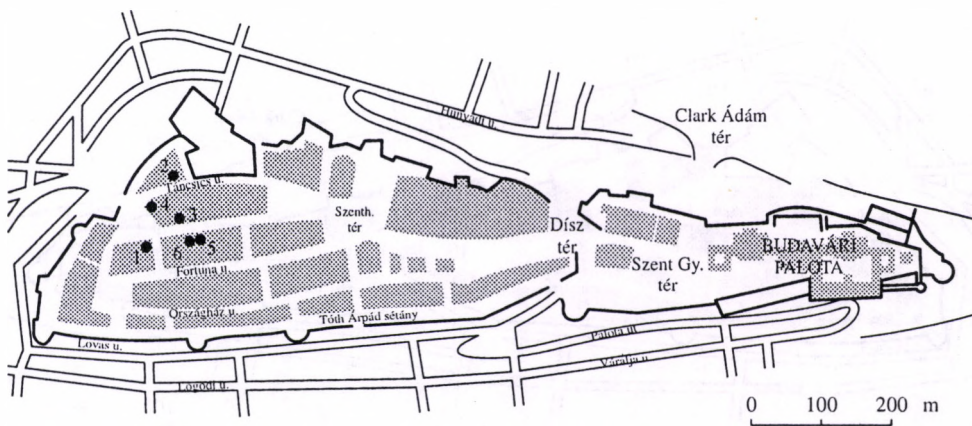 Hunyadi u.
Clark Ádám
tér
2
Táncsics u.
4
3
Szenth.
tér
Dísz
tér
1
6
5
Fortuna u.
Szent Gy.
tér
BUDAVÁRI
PALOTA
Országház u.
Tóth Árpád sétány
Lovas u.
Palota út
Váralja u.
Logodi u.
0 100 200 m